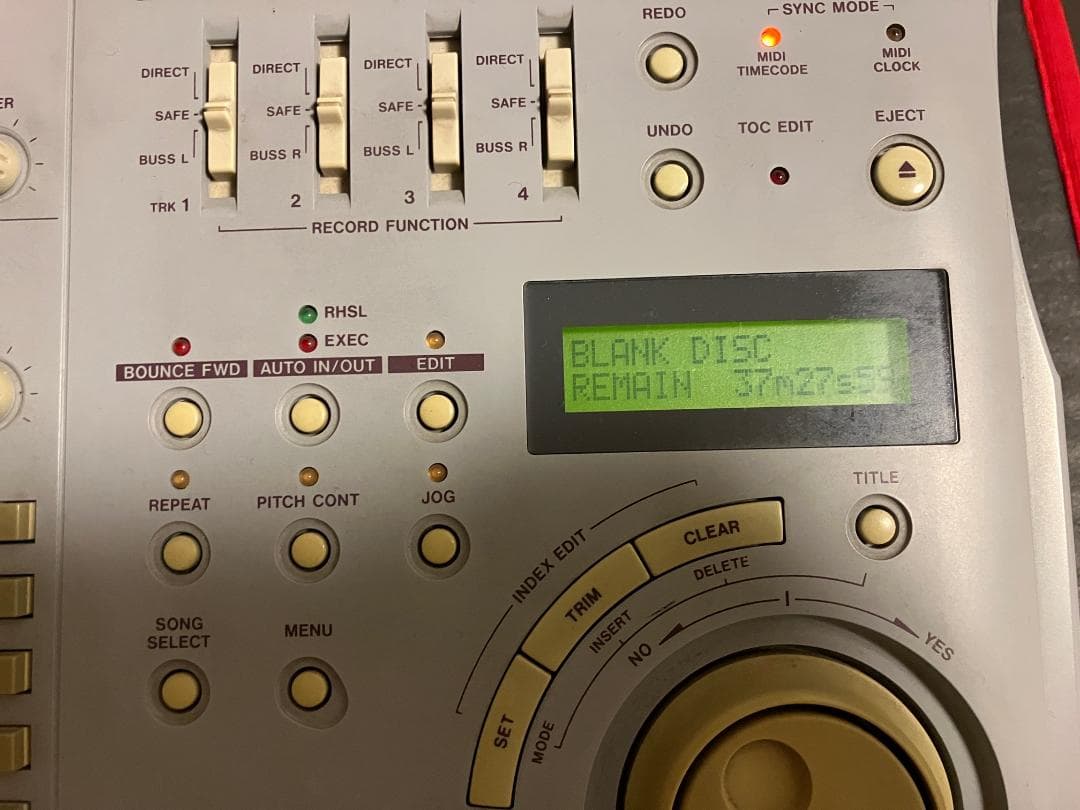 REDO
SYNC MODE
MIDI
TIMECODE
MIDI
CLOCK
DIRECT
SAFE
BUSS L
DIRECT
SAFE
BUSS R
DIRECT
SAFE
BUSS L
DIRECT
SAFE
BUSS R
ER
UNDO
TOC EDIT
EJECT
TRK 1
2
3
4
RECORD FUNCTION
RHSL
EXEC
BOUNCE FWD
AUTO IN/OUT
EDIT
BLANK DISC
REMAIN 37m27s59
REPEAT
PITCH CONT
JOG
TITLE
INDEX EDIT
CLEAR
TRIM
SET
DELETE
INSERT
MODE
NO
YES
SONG
SELECT
MENU